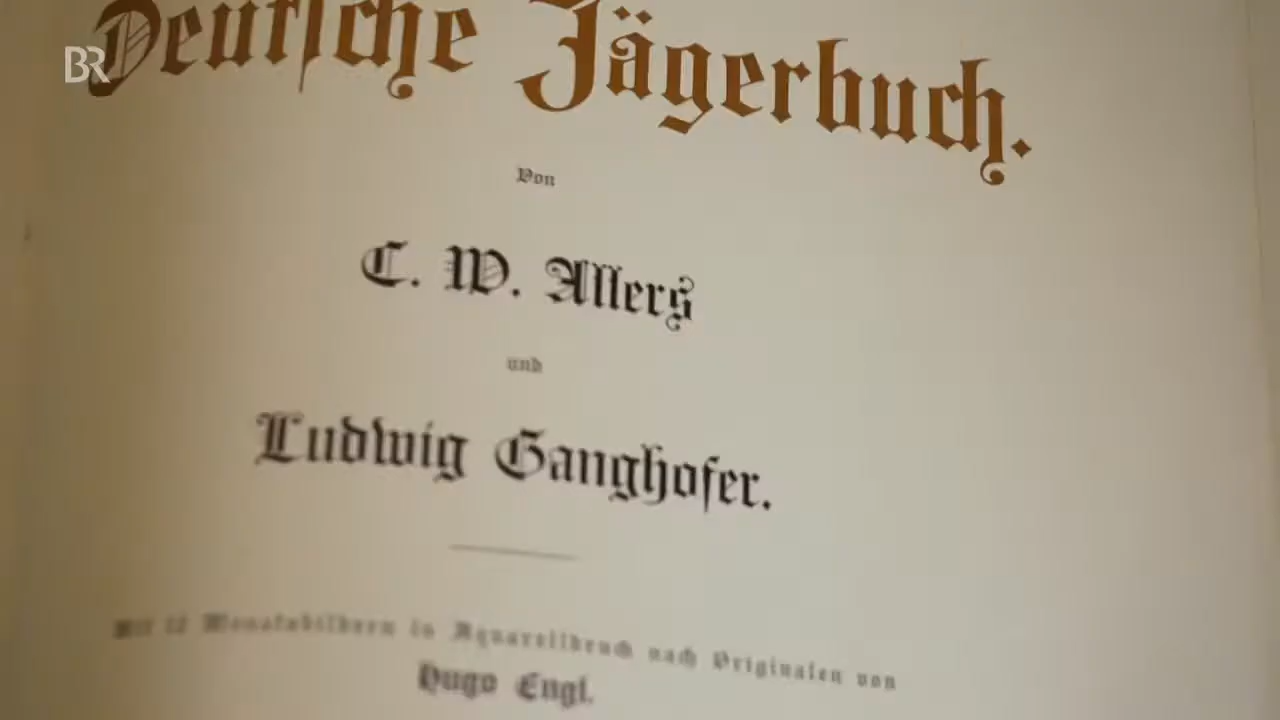 BR
Deutsche Jägerbuch.
Von
C. W. Allers
und
Ludwig Ganghofer.
Mit 12 Monatsbildern in Aquarelldruck nach Originalen von
Hugo Engl.